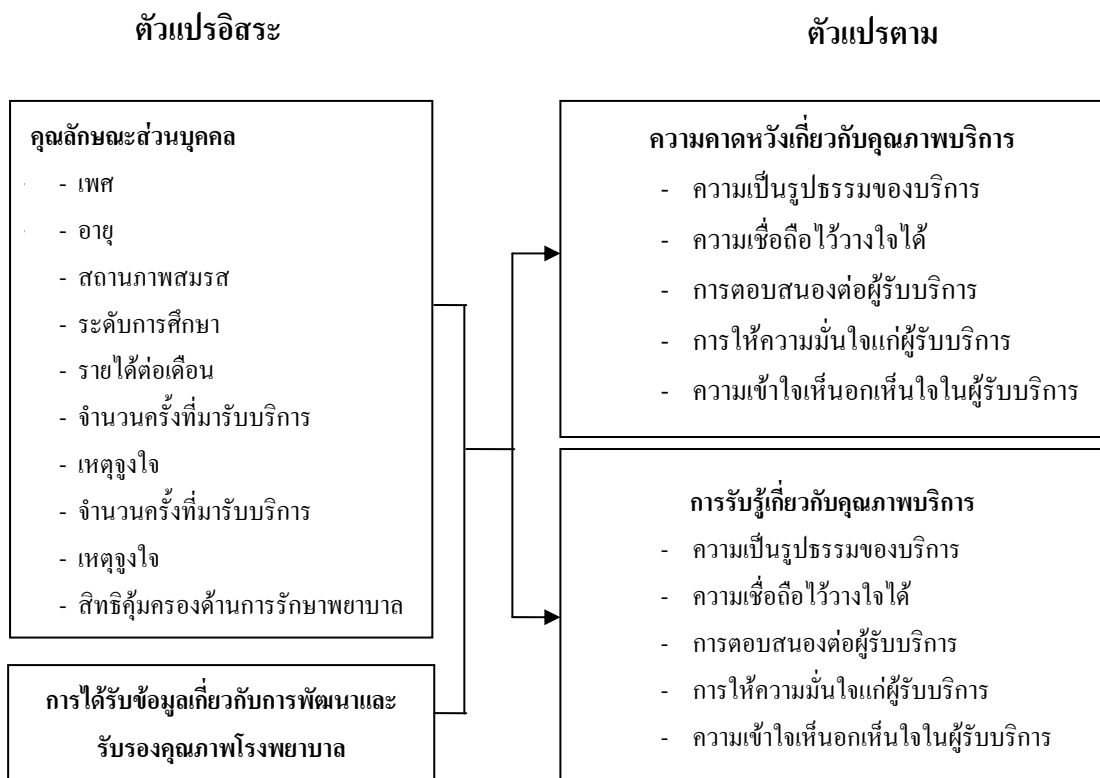 ตัวแปรอิสระ
ตัวแปรตาม
คุณลักษณะส่วนบุคคล
- เพศ
- อายุ
- สถานภาพสมรส
- ระดับการศึกษา
- รายได้ต่อเดือน
- จำนวนครั้งที่มารับบริการ
- เหตุจูงใจ
- จำนวนครั้งที่มารับบริการ
- เหตุจูงใจ
- สิทธิคุ้มครองด้านการรักษาพยาบาล
การได้รับข้อมูลเกี่ยวกับการพัฒนาและ
รับรองคุณภาพโรงพยาบาล
ความคาดหวังเกี่ยวกับคุณภาพบริการ
- ความเป็นรูปธรรมของบริการ
- ความเชื่อถือไว้วางใจได้
- การตอบสนองต่อผู้รับบริการ
- การให้ความมั่นใจแก่ผู้รับบริการ
- ความเข้าใจเห็นอกเห็นใจในผู้รับบริการ
การรับรู้เกี่ยวกับคุณภาพบริการ
- ความเป็นรูปธรรมของบริการ
- ความเชื่อถือไว้วางใจได้
- การตอบสนองต่อผู้รับบริการ
- การให้ความมั่นใจแก่ผู้รับบริการ
- ความเข้าใจเห็นอกเห็นใจในผู้รับบริการ